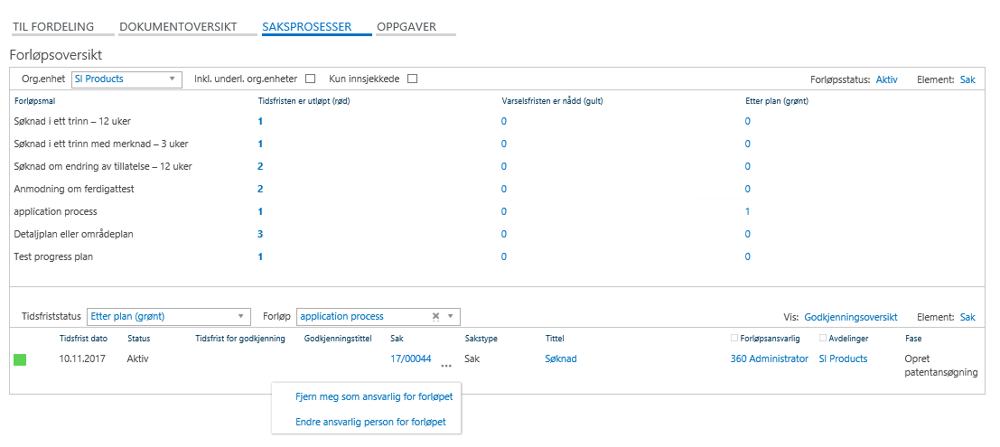 TIL FORDELING DOKUMENTOVERSIKT SAKSPROSESSER OPPGAVER
Forløpsoversikt
Org.enhet SI Products Inkl. underl. org.enheter Kun innsjekkede Forløpsstatus: Aktiv Element: Sak
Forløpsmal Tidsfristen er utløpt (rød) Varselsfristen er nådd (gult) Etter plan (grønt)
Søknad i ett trinn – 12 uker 1 0 0
Søknad i ett trinn med merknad – 3 uker 1 0 0
Søknad om endring av tillatelse – 12 uker 2 0 0
Anmodning om ferdigattest 2 0 0
application process 1 0 1
Detaljplan eller områdeplan 3 0 0
Test progress plan 1 0 0
Tidsfriststatus Etter plan (grønt) Forløp application process Vis: Godkjenningsoversikt Element: Sak
Tidsfrist dato Status Tidsfrist for godkjenning Godkjenningstittel Sak Sakstype Tittel Forløpsansvarlig Avdelinger Fase
10.11.2017 Aktiv 17/00044 ... Sak Søknad 360 Administrator SI Products Opret
patentansøgning
Fjern meg som ansvarlig for forløpet
Endre ansvarlig person for forløpet